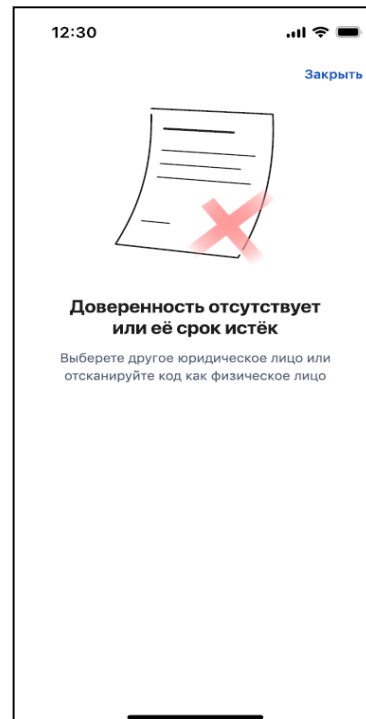 12:30
Закрыть
Доверенность отсутствует
или её срок истёк
Выберете другое юридическое лицо или
отсканируйте код как физическое лицо